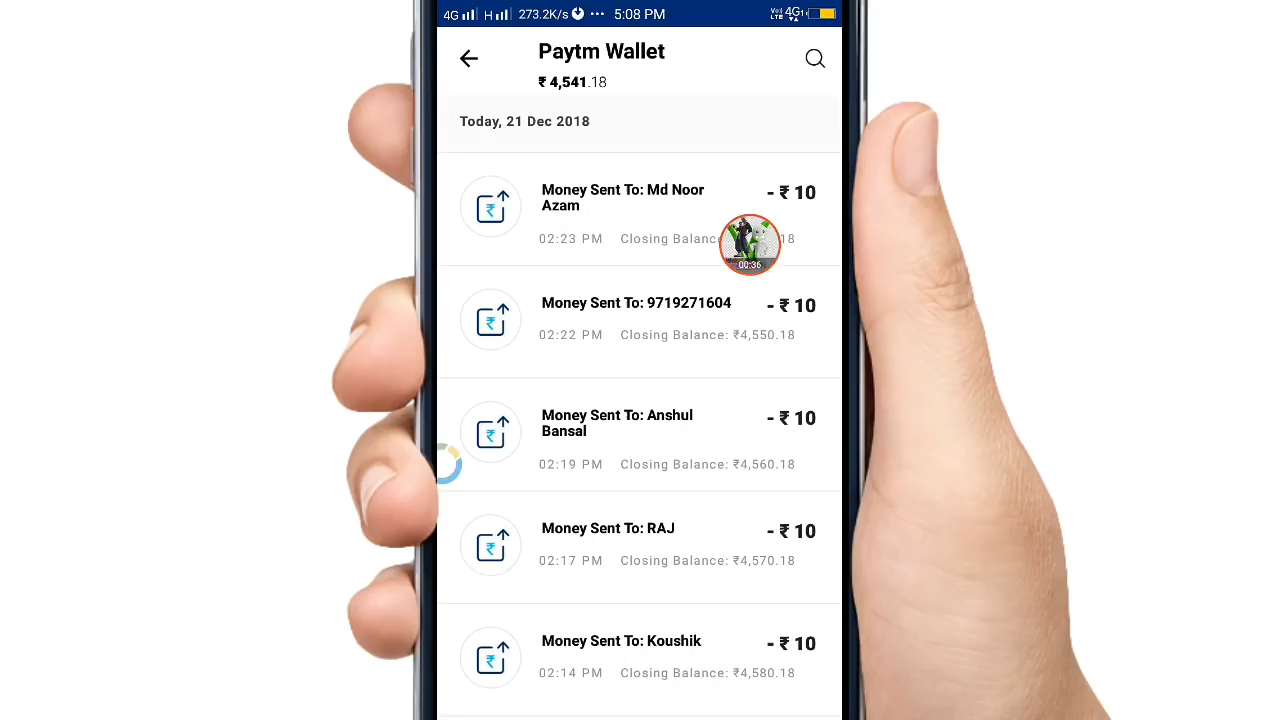 4G H 273.2K/s ... 5:08 PM VoLTE 4G1
Paytm Wallet
₹ 4,541.18
Today, 21 Dec 2018
Money Sent To: Md Noor - ₹ 10
Azam
02:23 PM Closing 18
00:36
Money Sent To: 9719271604 - ₹ 10
02:22 PM Closing Balance: ₹4,550.18
Money Sent To: Anshul - ₹ 10
Bansal
02:19 PM Closing Balance: ₹4,560.18
Money Sent To: RAJ - ₹ 10
02:17 PM Closing Balance: ₹4,570.18
Money Sent To: Koushik - ₹ 10
02:14 PM Closing Balance: ₹4,580.18